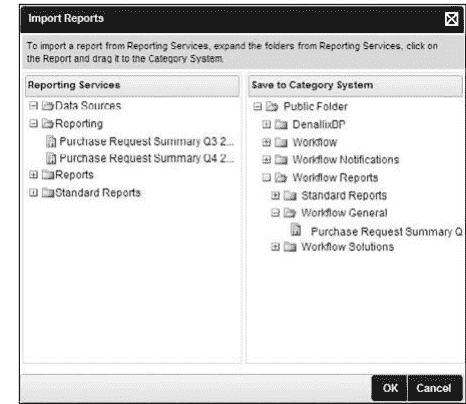 Import Reports
To import a report from Reporting Services, expand the folders from Reporting Services, click on
the Report and drag it to the Category System.
Reporting Services
Data Sources
Reporting
Purchase Request Summary Q3 2...
Purchase Request Summary Q4 2...
Reports
Standard Reports
Save to Category System
Public Folder
DenallixBP
Workflow
Workflow Notifications
Workflow Reports
Standard Reports
Workflow General
Purchase Request Summary Q
Workflow Solutions
OK Cancel